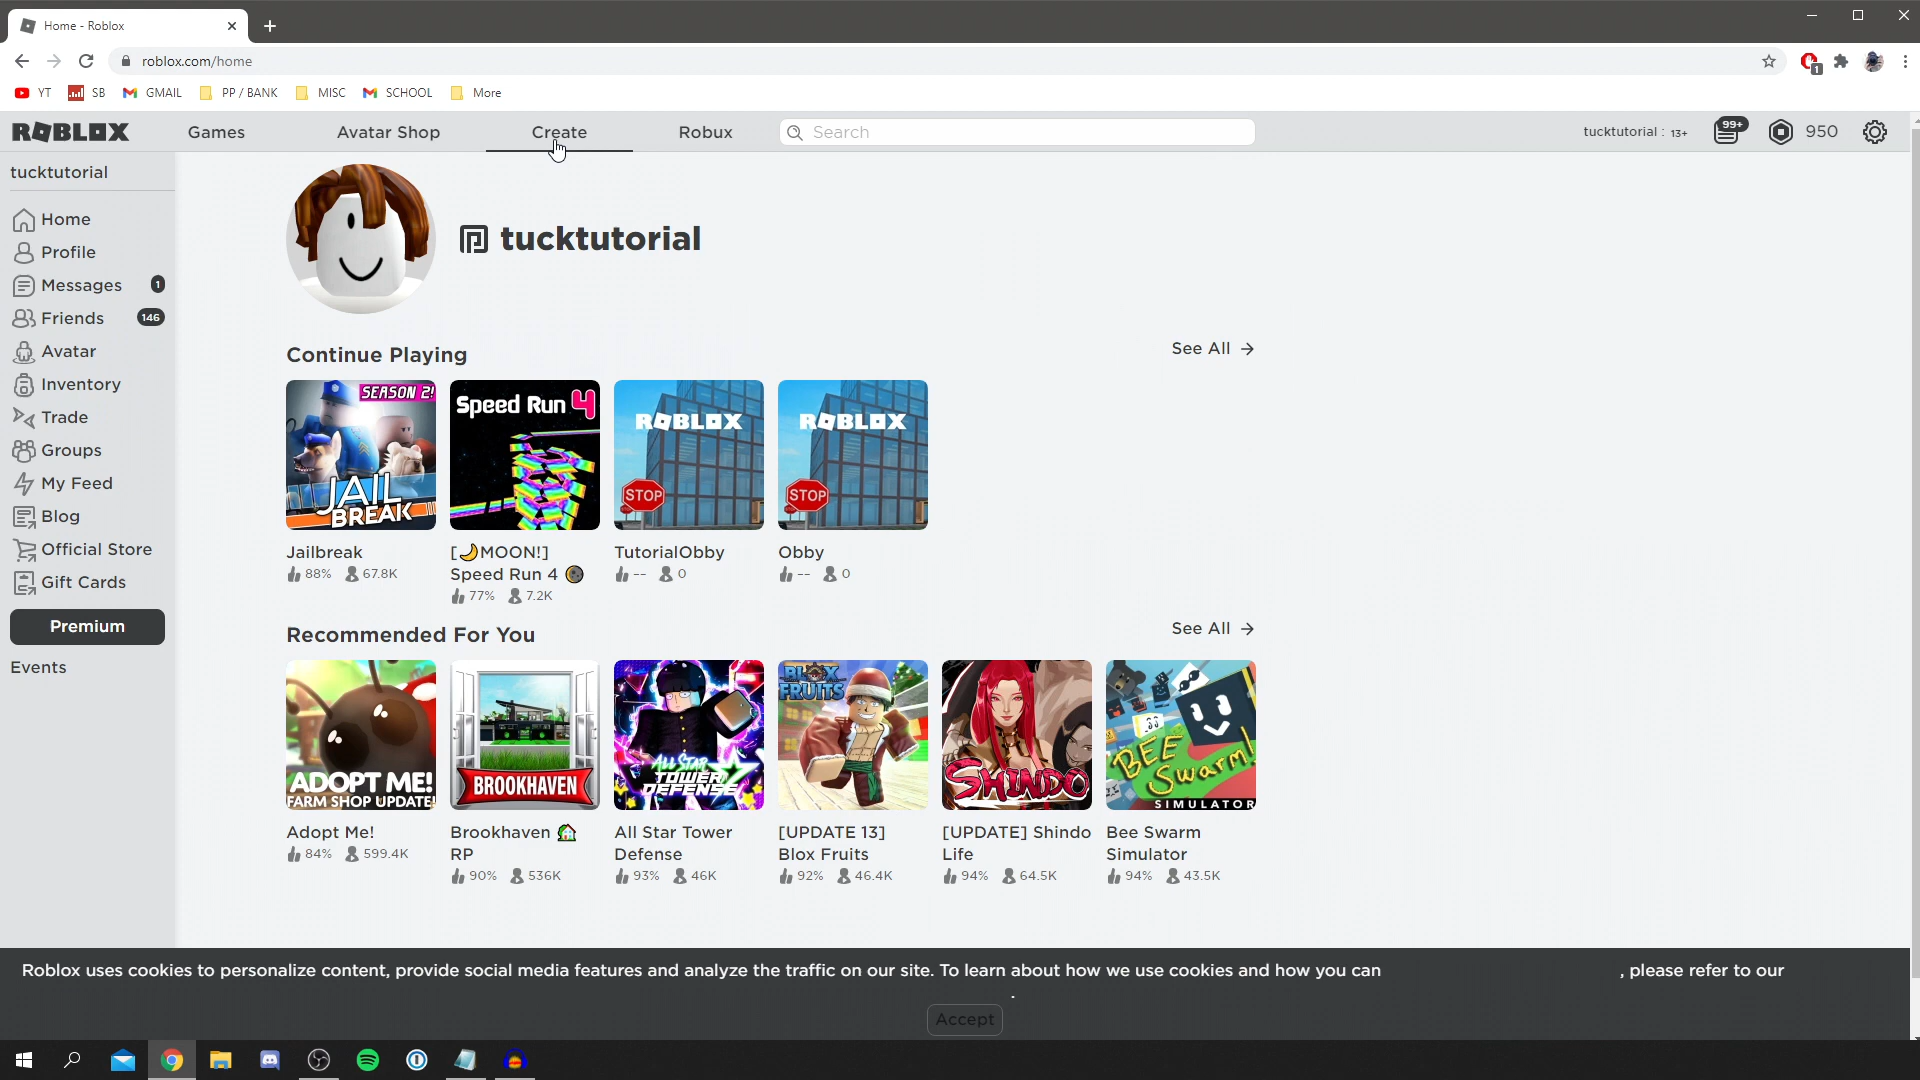 Home - Roblox
roblox.com/home
1
YT SB GMAIL PP / BANK MISC SCHOOL More
ROBLOX Games Avatar Shop Create Robux Search tucktutorial : 13+ 99+ 950
tucktutorial
Home
Profile
Messages 1
Friends 146
Avatar
Inventory
Trade
Groups
My Feed
Blog
Official Store
Gift Cards
Premium
Events
tucktutorial
Continue Playing See All
SEASON 2!
JAIL
BREAK
Speed Run 4
ROBLOX
STOP
ROBLOX
STOP
Jailbreak
88% 67.8K
[🌙MOON!]
Speed Run 4 🌑
77% 7.2K
TutorialObby
-- 0
Obby
-- 0
Recommended For You See All
ADOPT ME!
FARM SHOP UPDATE!
BROOKHAVEN
ALL STAR
TOWER
DEFENSE
BLOX
FRUITS
SHINDO
BEE
Swarm!
SIMULATOR
Adopt Me!
84% 599.4K
Brookhaven 🏡
RP
90% 536K
All Star Tower
Defense
93% 46K
[UPDATE 13]
Blox Fruits
92% 46.4K
[UPDATE] Shindo
Life
94% 64.5K
Bee Swarm
Simulator
94% 43.5K
Roblox uses cookies to personalize content, provide social media features and analyze the traffic on our site. To learn about how we use cookies and how you can , please refer to our
.
Accept